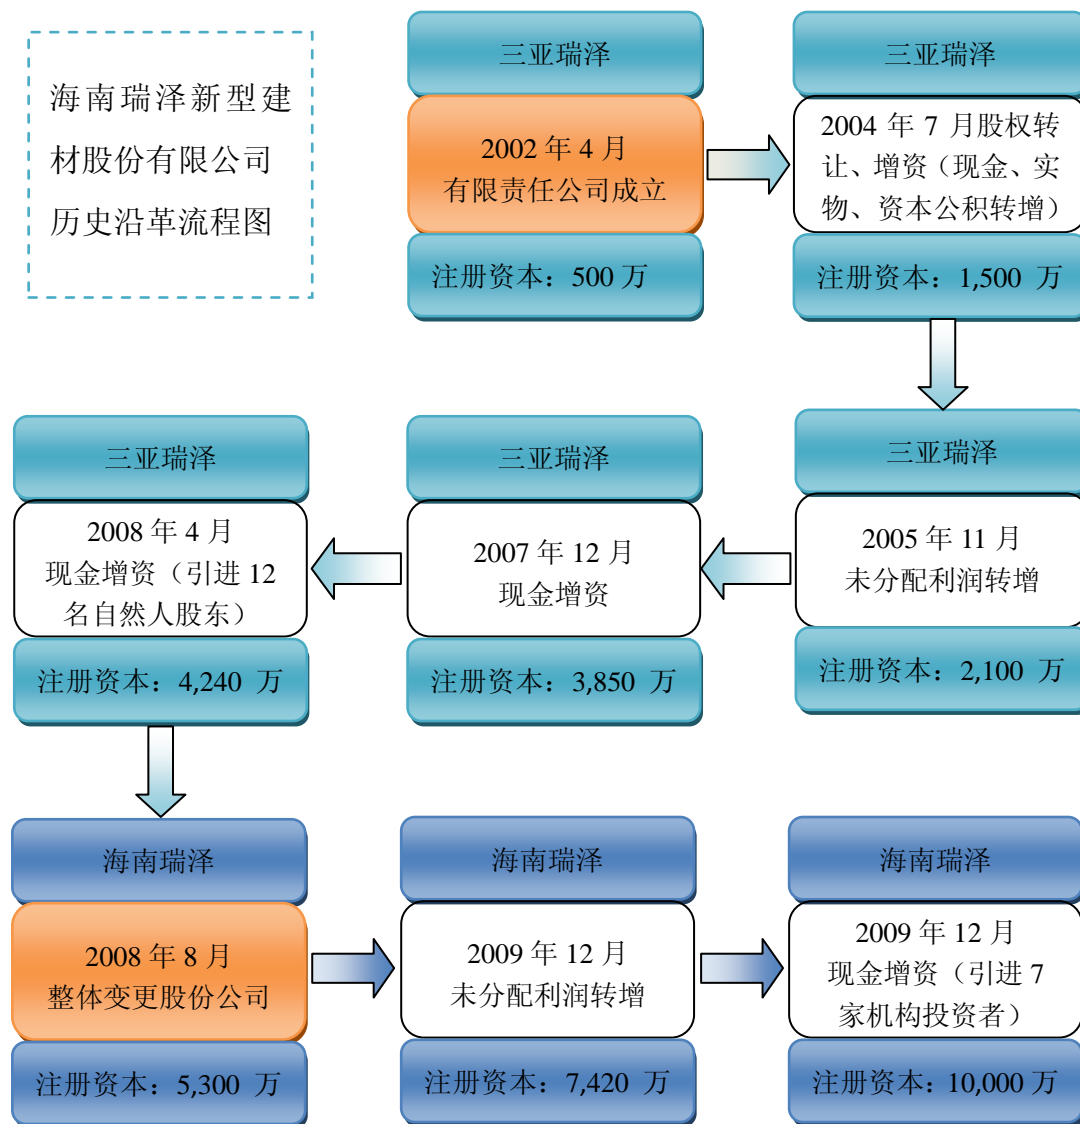 海南瑞泽新型建
材股份有限公司
历史沿革流程图
三亚瑞泽
2002 年 4 月
有限责任公司成立
注册资本：500 万
三亚瑞泽
2004 年 7 月股权转
让、增资（现金、实
物、资本公积转增）
注册资本：1,500 万
三亚瑞泽
2005 年 11 月
未分配利润转增
注册资本：2,100 万
三亚瑞泽
2007 年 12 月
现金增资
注册资本：3,850 万
三亚瑞泽
2008 年 4 月
现金增资（引进 12
名自然人股东）
注册资本：4,240 万
海南瑞泽
2008 年 8 月
整体变更股份公司
注册资本：5,300 万
海南瑞泽
2009 年 12 月
未分配利润转增
注册资本：7,420 万
海南瑞泽
2009 年 12 月
现金增资（引进 7
家机构投资者）
注册资本：10,000 万